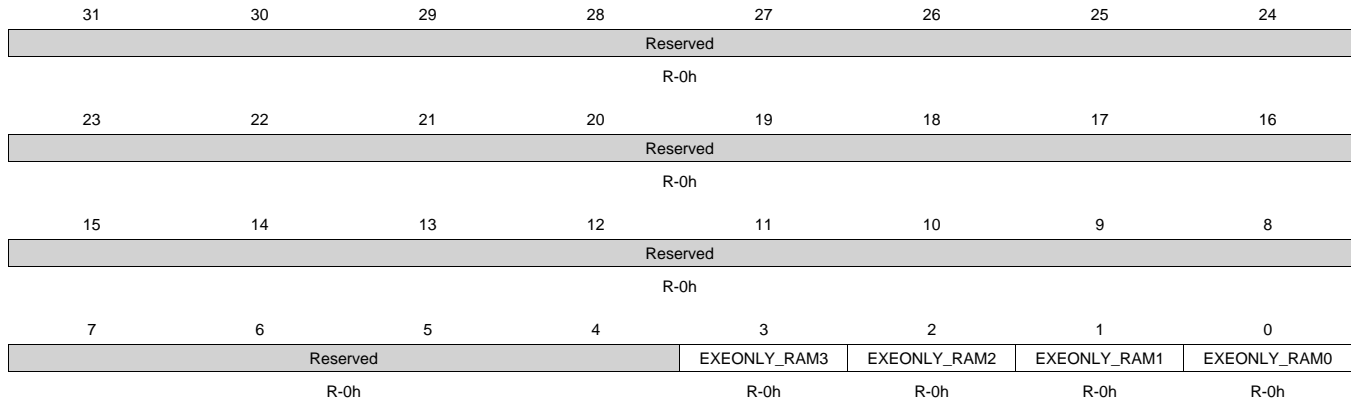 31 30 29 28 27 26 25 24
Reserved
R-0h
23 22 21 20 19 18 17 16
Reserved
R-0h
15 14 13 12 11 10 9 8
Reserved
R-0h
7 6 5 4 3 2 1 0
Reserved EXEONLY_RAM3 EXEONLY_RAM2 EXEONLY_RAM1 EXEONLY_RAM0
R-0h R-0h R-0h R-0h R-0h